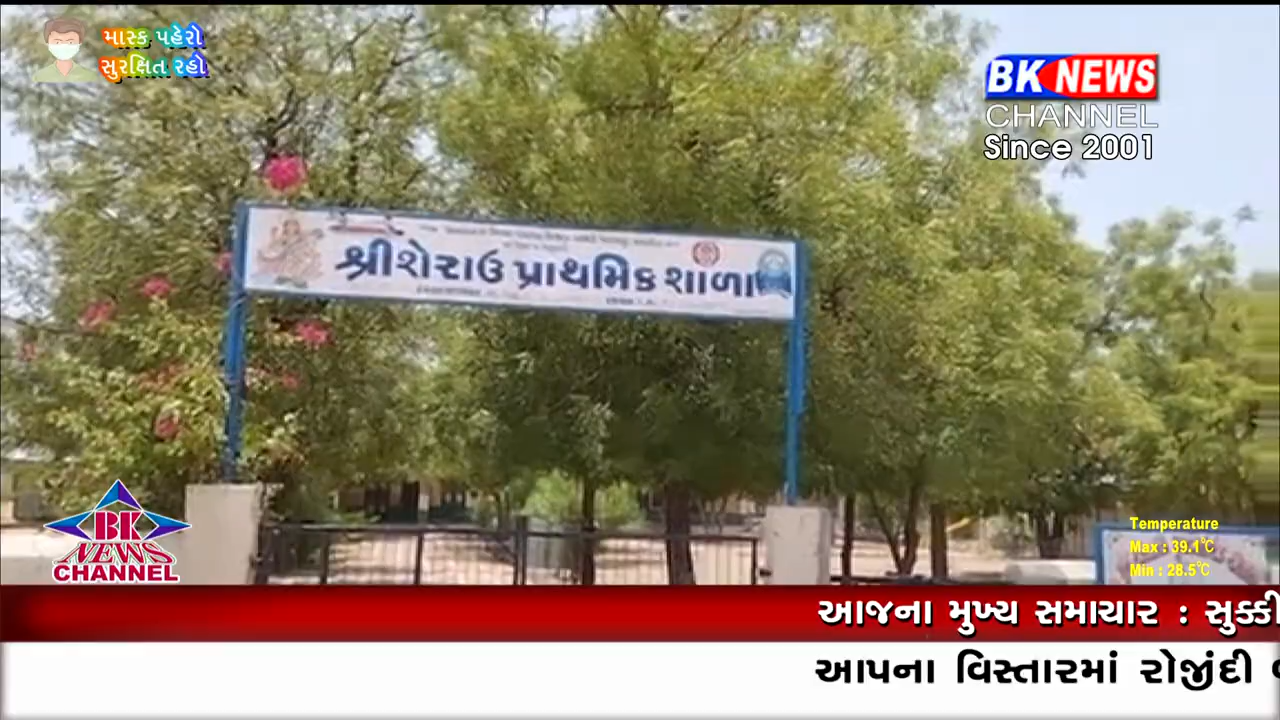 માસ્ક પહેરો
સુરક્ષિત રહો
BK NEWS
CHANNEL
Since 2001
શ્રી શેરાઉ પ્રાથમિક શાળા
BK
NEWS
CHANNEL
Temperature
Max : 39.1°C
Min : 28.5°C
આજના મુખ્ય સમાચાર : સુક્કી
આપના વિસ્તારમાં રોજીંદી